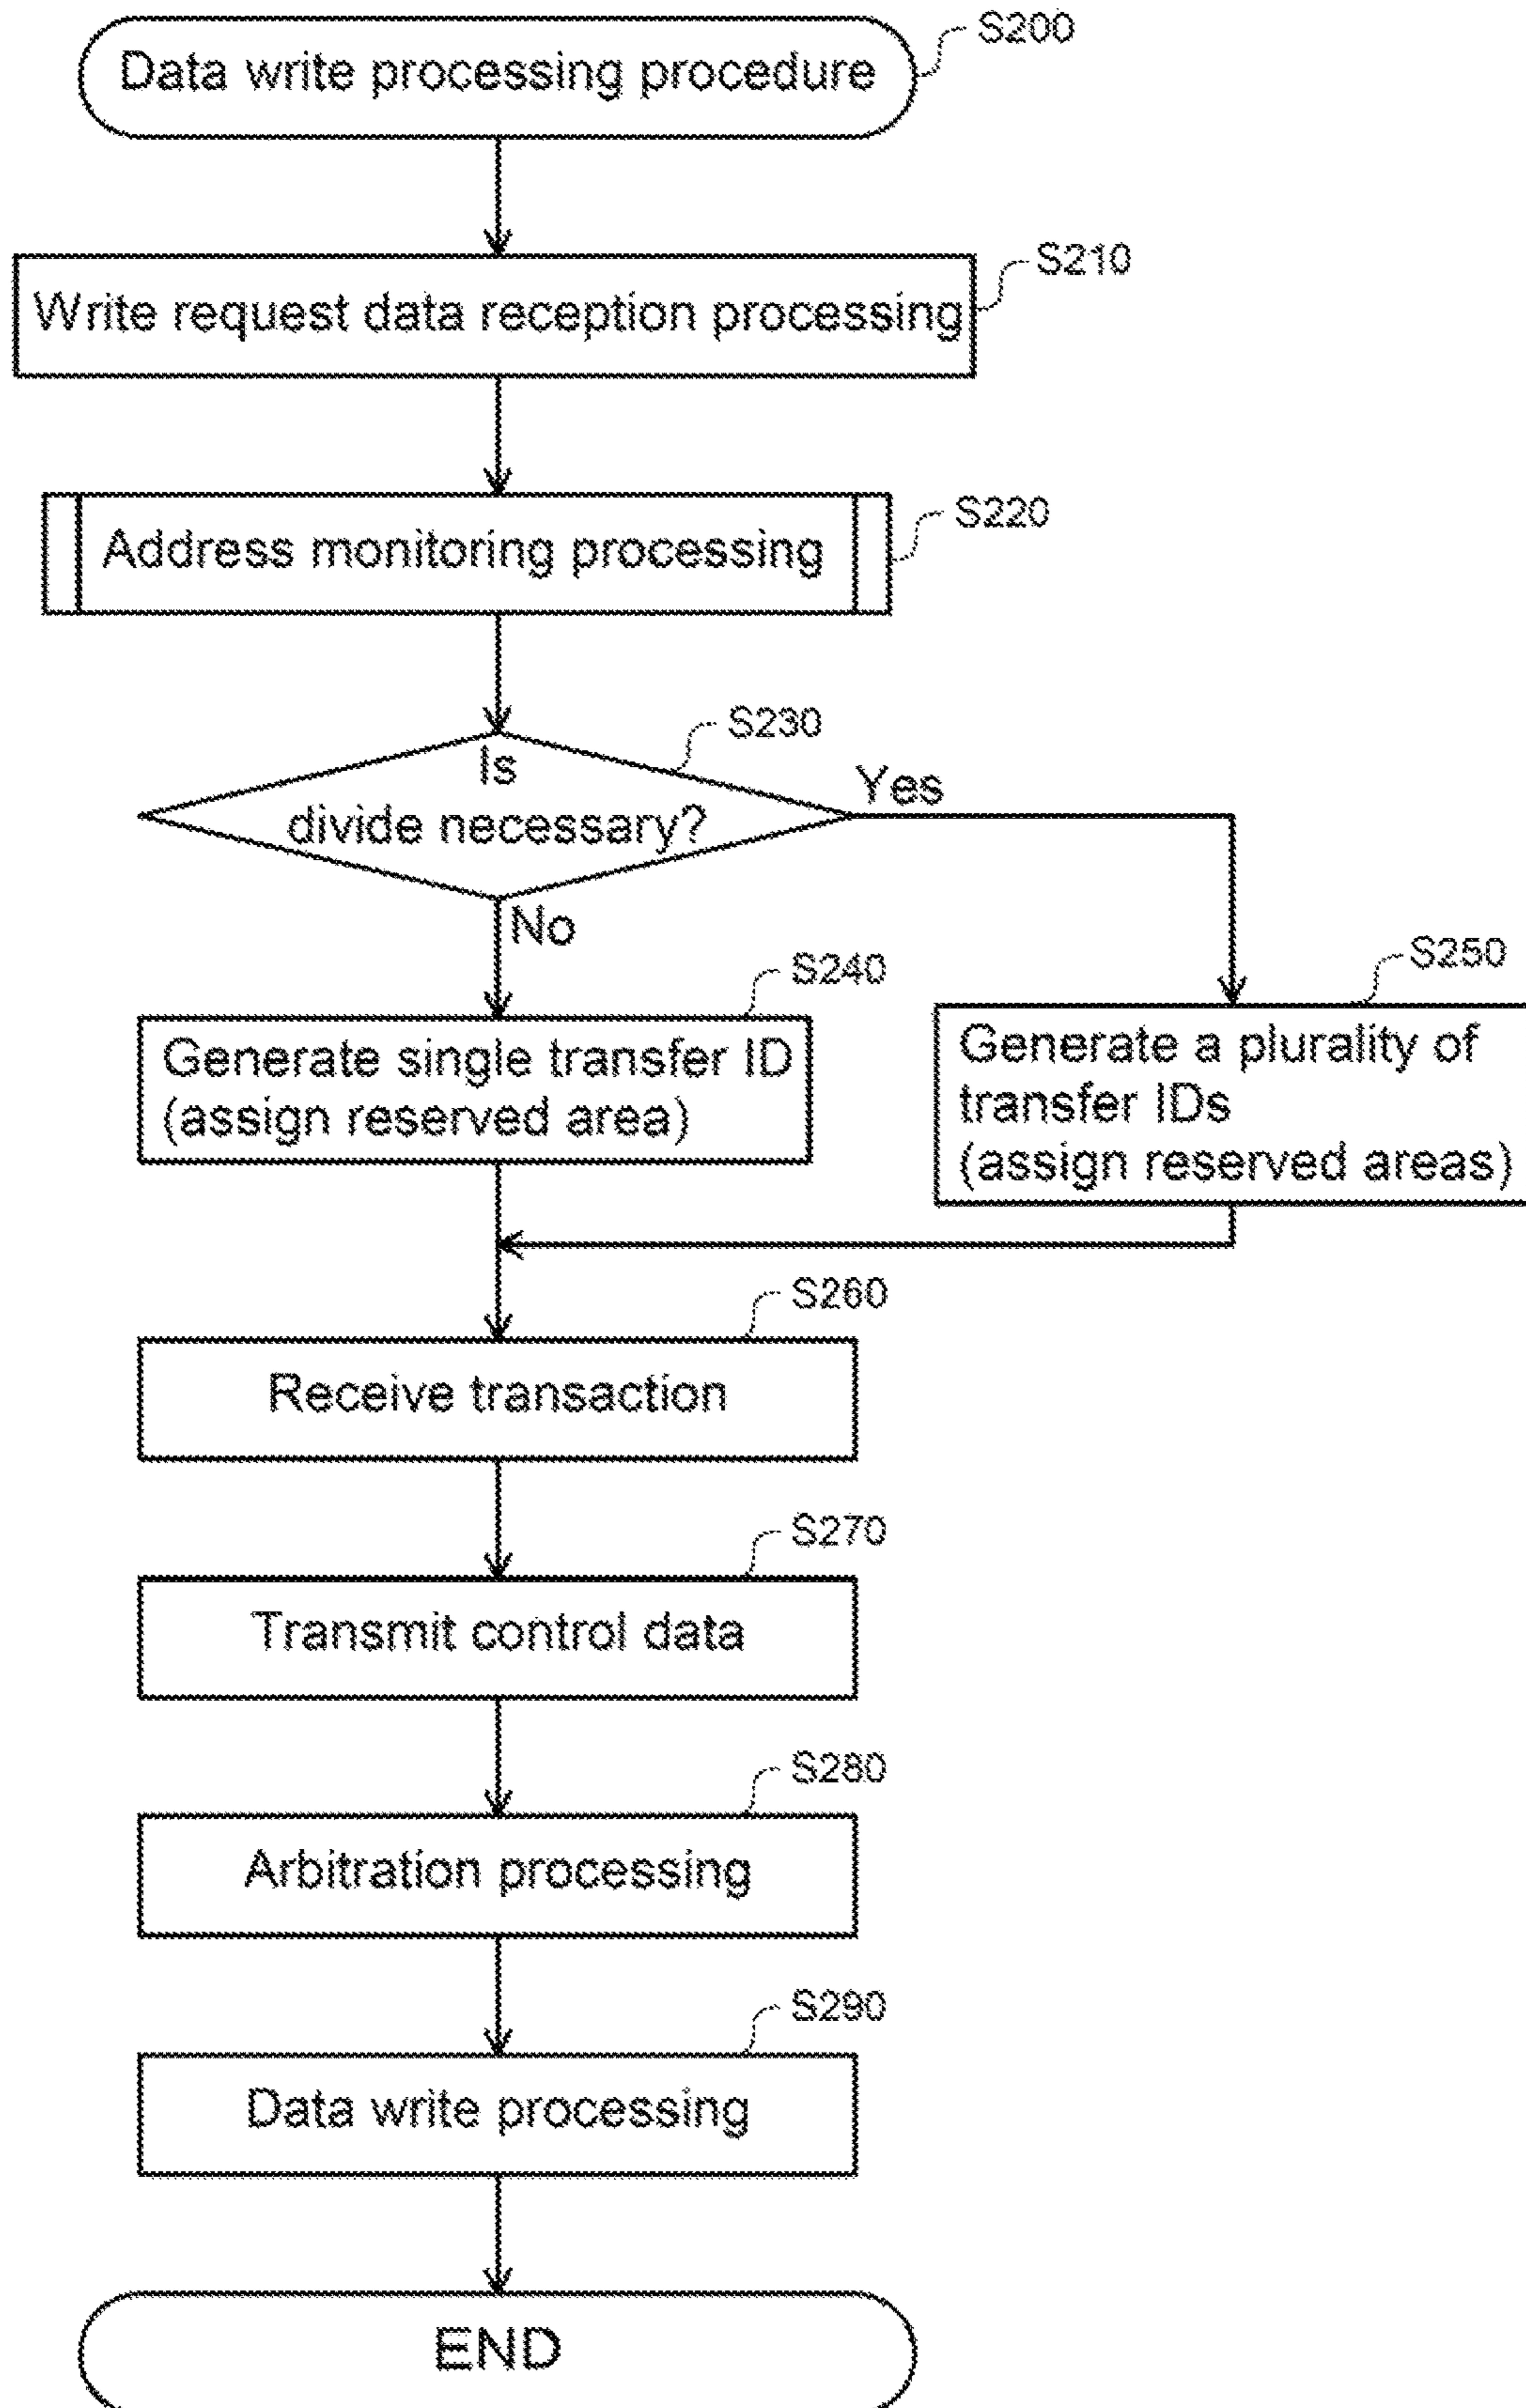 Data write processing procedure
S200
Write request data reception processing
S210
Address monitoring processing
S220
S230
Is
divide necessary?
Yes
No
S240
Generate single transfer ID
(assign reserved area)
S250
Generate a plurality of
transfer IDs
(assign reserved areas)
S260
Receive transaction
S270
Transmit control data
S280
Arbitration processing
S290
Data write processing
END